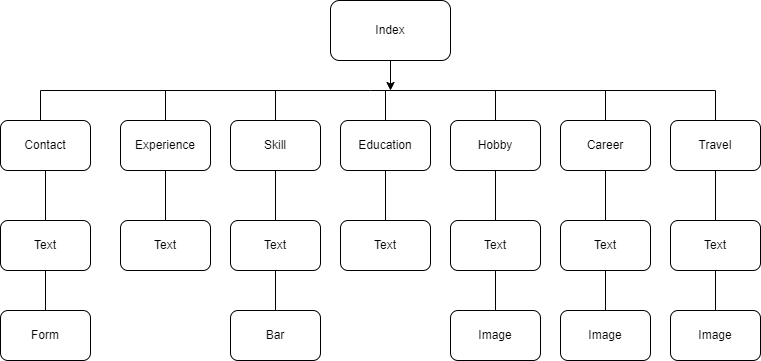 Index
Contact
Experience
Skill
Education
Hobby
Career
Travel
Text
Text
Text
Text
Text
Text
Text
Form
Bar
Image
Image
Image